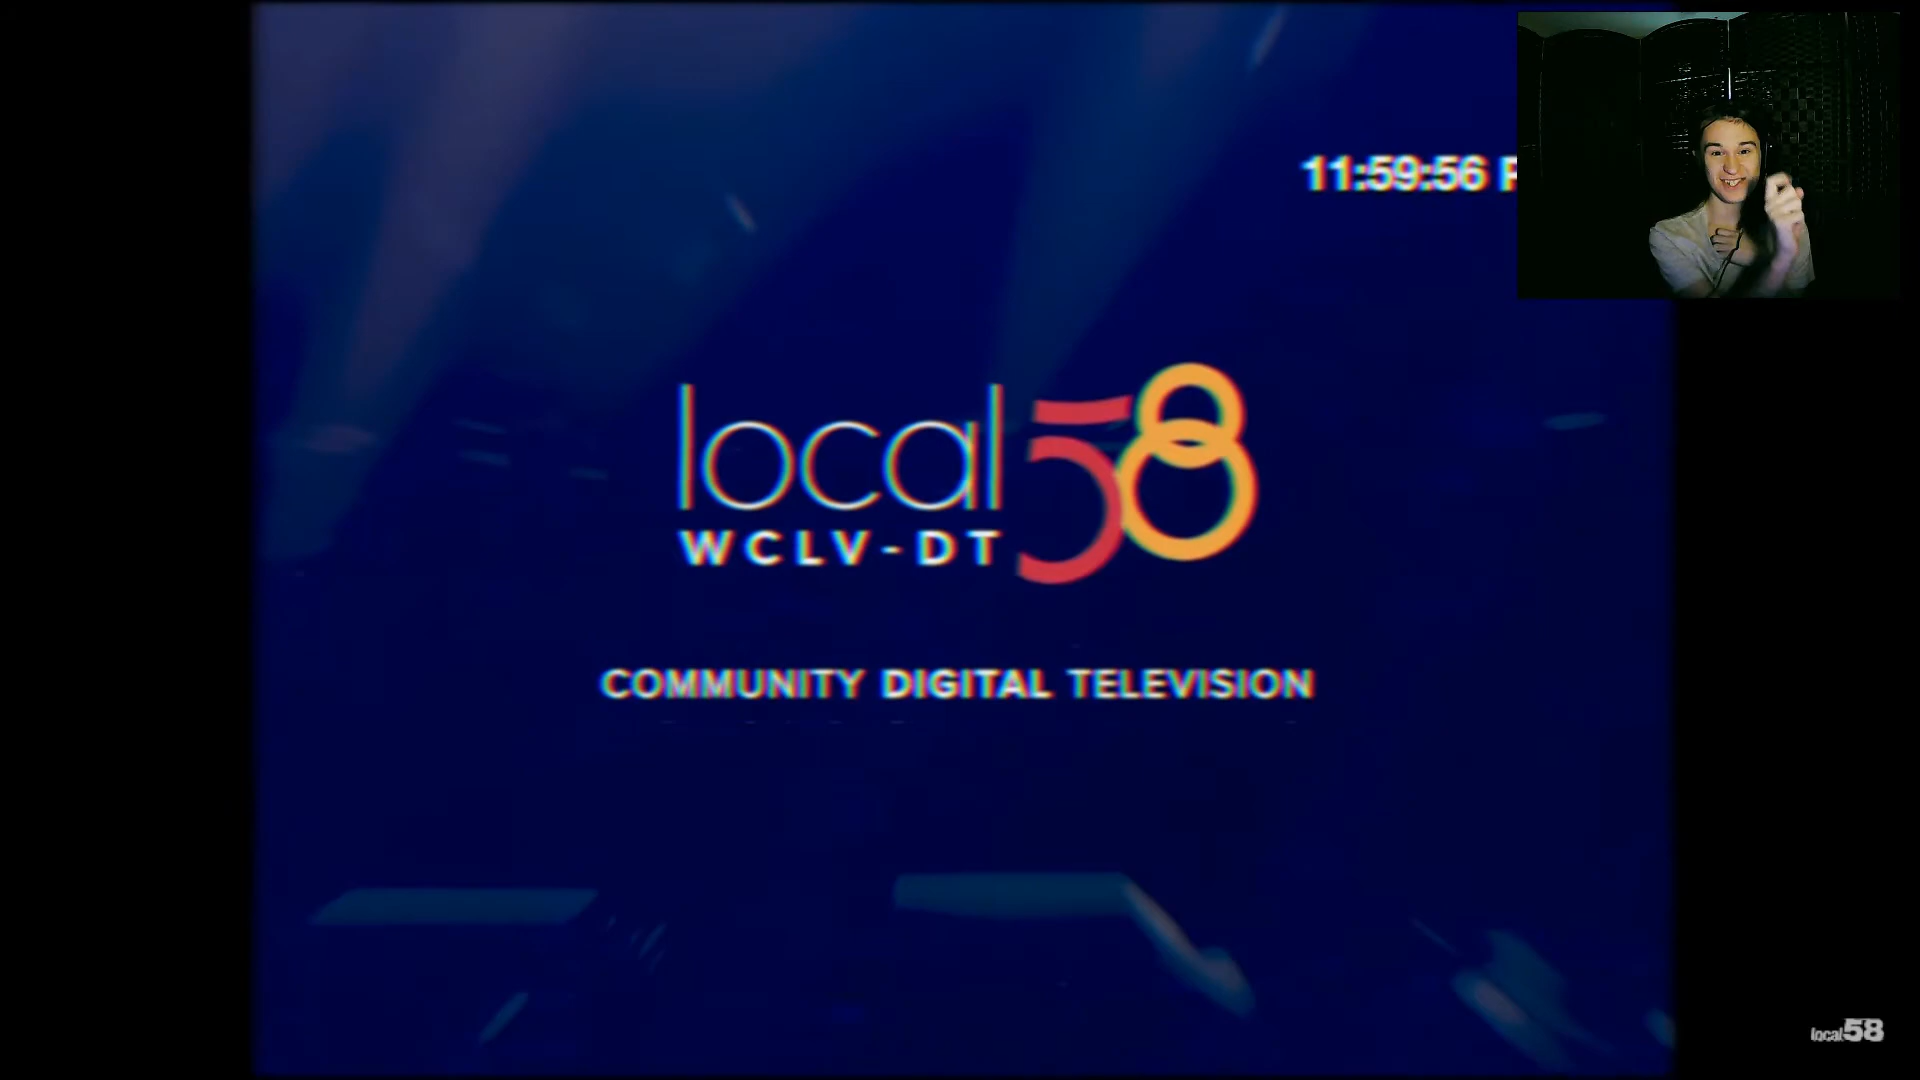 11:59:56
local58
WCLV-DT
COMMUNITY DIGITAL TELEVISION
local58